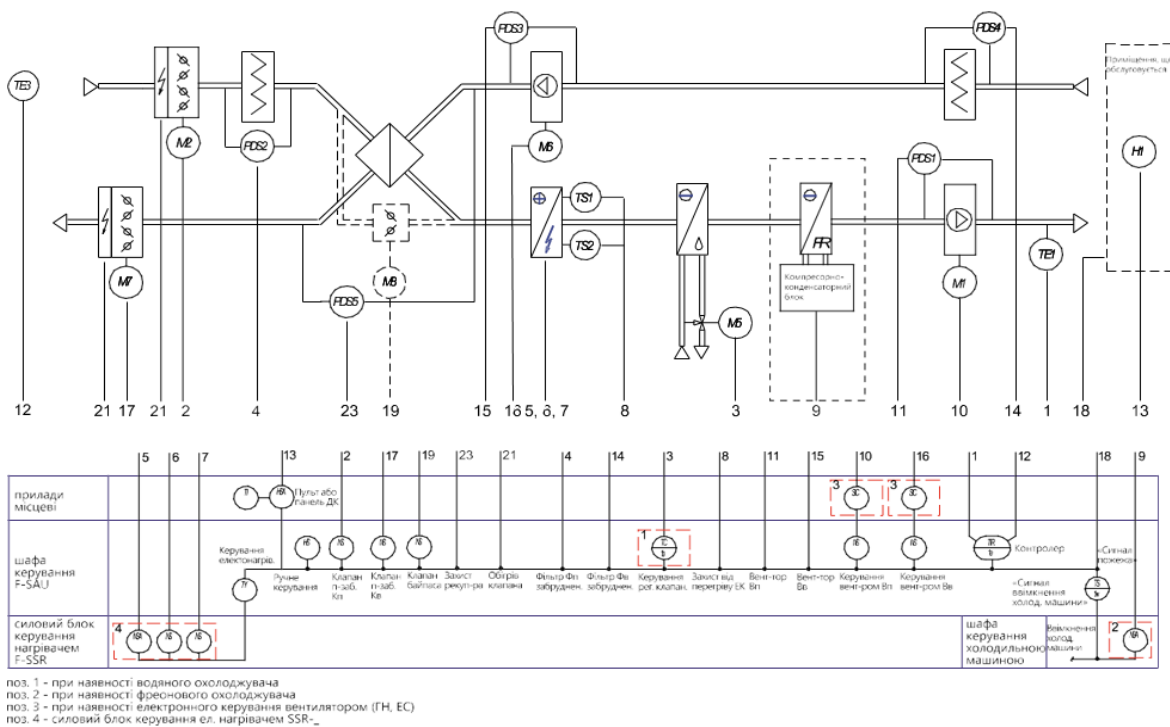 PDS3
PDS4
Приміщення, що
обслуговується
TE3
M2
PDS2
M6
PDS1
H1
TS1
TS2
FR
Компресорно-
конденсаторний
блок
M7
M8
PDS5
M5
M1
TE1
12 21 17 21 2 4 23 19 15 16 5, 6, 7 8 3 9 11 10 14 1 18 13
5 6 7 13 2 17 19 23 21 4 14 3 8 11 15 10 16 1 12 18 9
прилади
місцеві
Пульт або
панель ДК
3
3
шафа
керування
F-SAU
Керування
електонагрів.
Ручне
керування
Клапан
п-заб.
Кп
Клапан
п-заб.
Кв
Клапан
байпаса
Захист
рекуп-ра
Обігрів
клапана
Фільтр Фп
забруджен.
Фільтр Фв
забруджен.
1
Керування
рег. клапан.
Захист від
перегріву ЕК
Вент-тор
Вп
Вент-тор
Вв
Керування
вент-ром Вп
Керування
вент-ром Вв
Контролер
«Сигнал
пожежа»
«Сигнал
ввімкнення
холод. машини»
силовий блок
керування
нагрівачем
F-SSR
4
шафа
керування
холодильною
машиною
Ввімкнення
холод.
машини
2
поз. 1 - при наявності водяного охолоджувача
поз. 2 - при наявності фреонового охолоджувача
поз. 3 - при наявності електронного керування вентилятором (ГН, ЕС)
поз. 4 - силовий блок керування ел. нагрівачем SSR-_